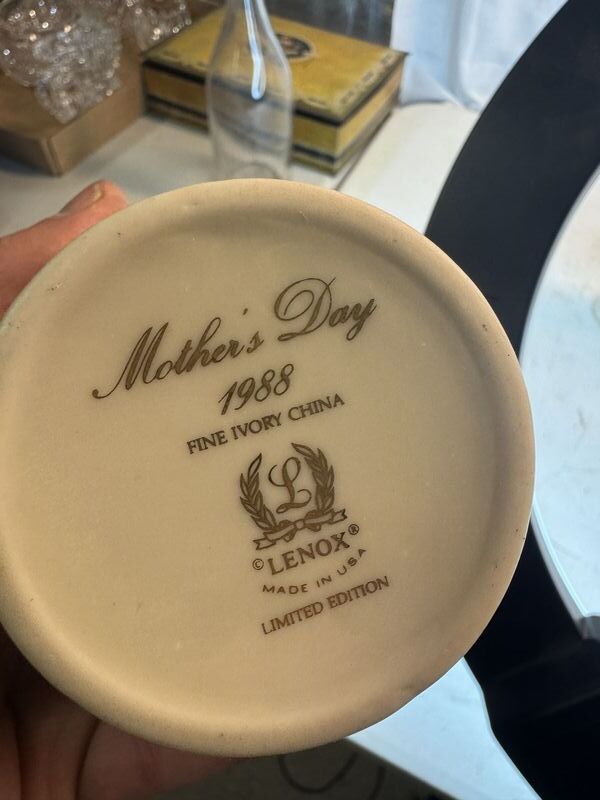 Mother's Day
1988
FINE IVORY CHINA
L
©LENOX®
MADE IN USA
LIMITED EDITION